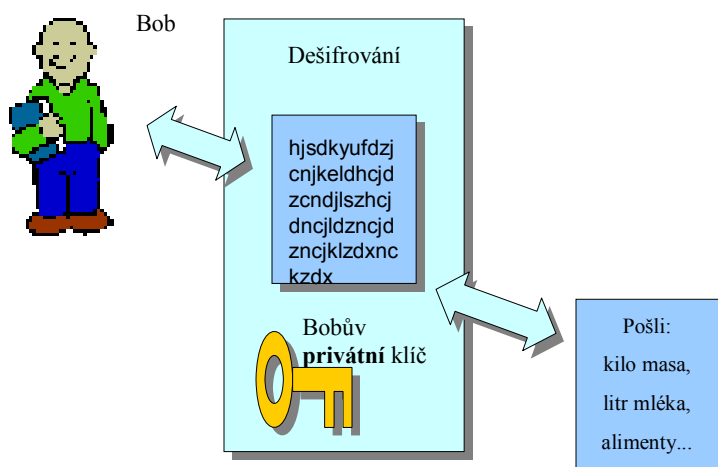 Bob
Dešifrování
hjsdkyufdzj
cnjkeldhcjd
zcndjlszhcj
dncjldzncjd
zncjklzdxnc
kzdx
Bobův
privátní klíč
Pošli:
kilo masa,
litr mléka,
alimenty...